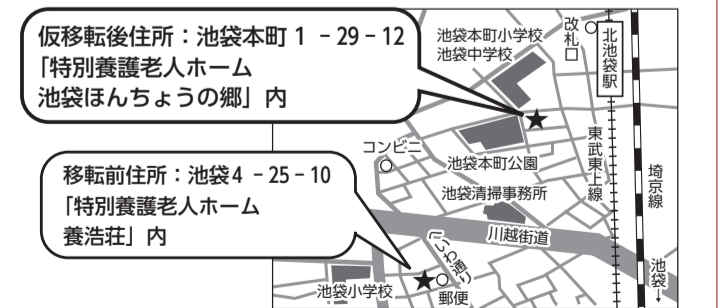 仮移転後住所：池袋本町1－29－12
「特別養護老人ホーム
池袋ほんちょうの郷」内
移転前住所：池袋4－25－10
「特別養護老人ホーム
養浩荘」内
池袋本町小学校
池袋中学校
改札口
北池袋駅
コンビニ
池袋本町公園
東武東上線
埼京線
池袋清掃事務所
川越街道
へいわ通り
池袋小学校
郵便
池袋→